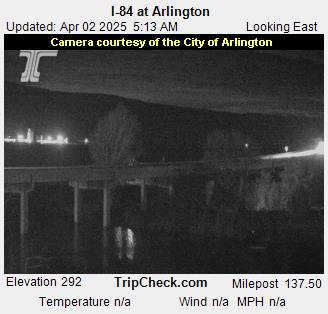 I-84 at Arlington
Updated: Apr 02 2025 5:13 AM Looking East
Camera courtesy of the City of Arlington
Elevation 292 TripCheck.com Milepost 137.50
Temperature n/a Wind n/a MPH n/a